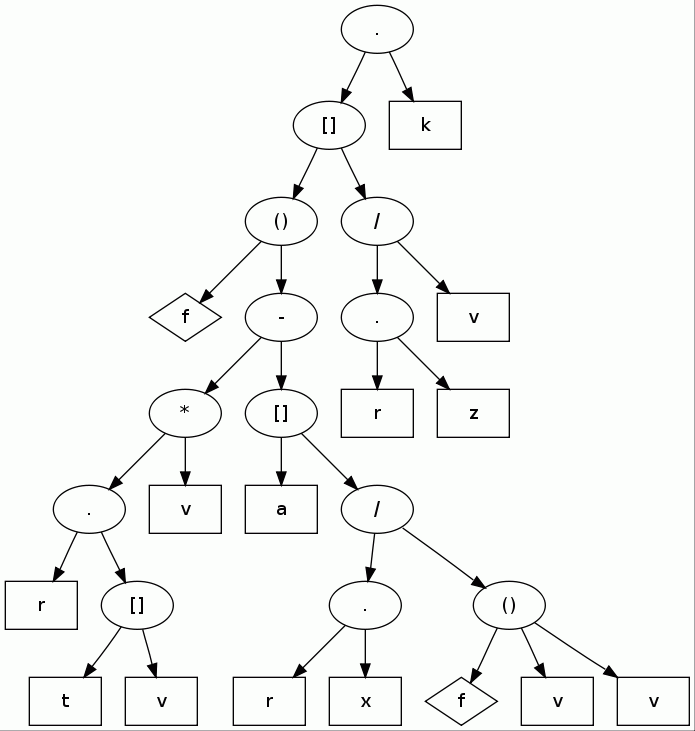 .
[] k
() /
f - . v
* [] r z
. v a /
r [] . ()
t v r x f v v